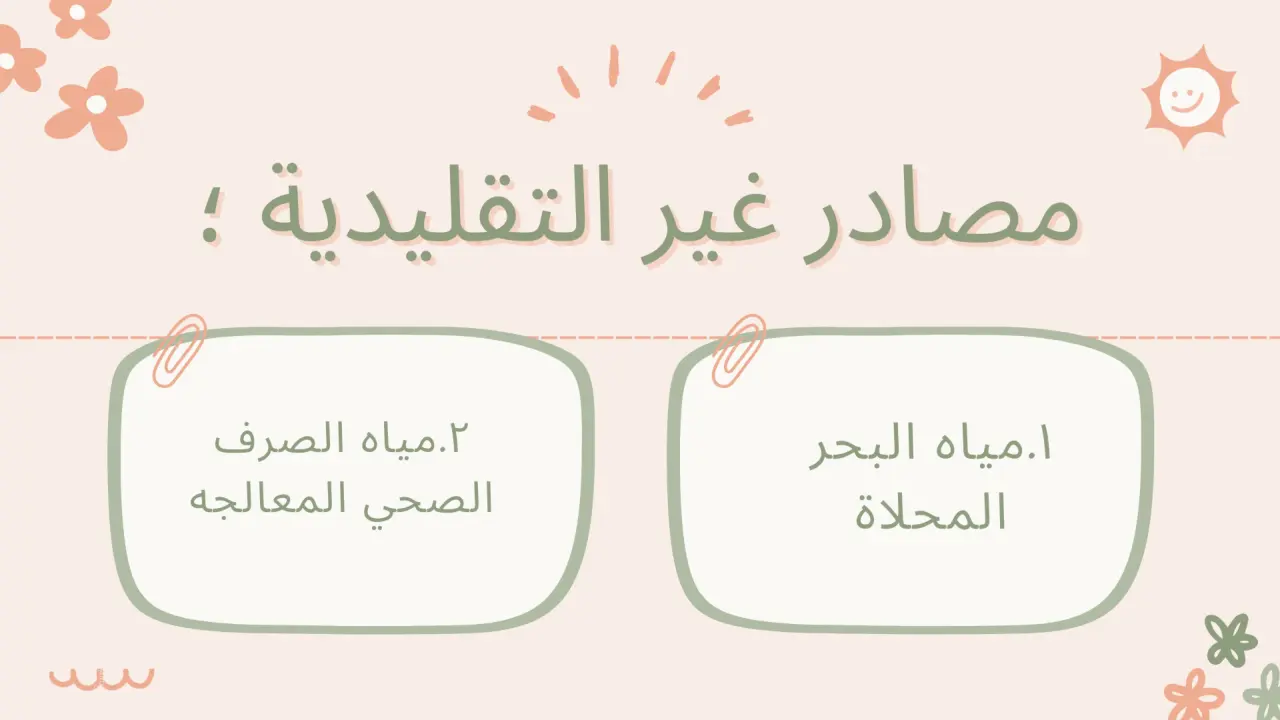 مصادر غير التقليدية ؛
١.مياه البحر
المحلاة
٢.مياه الصرف
الصحي المعالجه